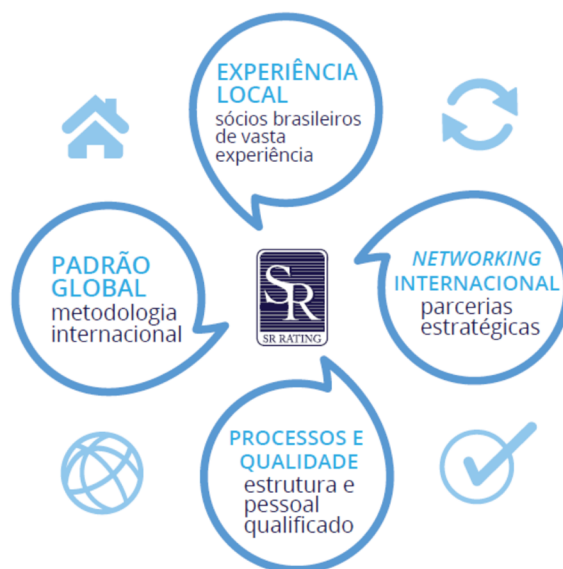 EXPERIÊNCIA
LOCAL
sócios brasileiros
de vasta
experiência
PADRÃO
GLOBAL
metodologia
internacional
SR
SR RATING
NETWORKING
INTERNACIONAL
parcerias
estratégicas
PROCESSOS E
QUALIDADE
estrutura e
pessoal
qualificado